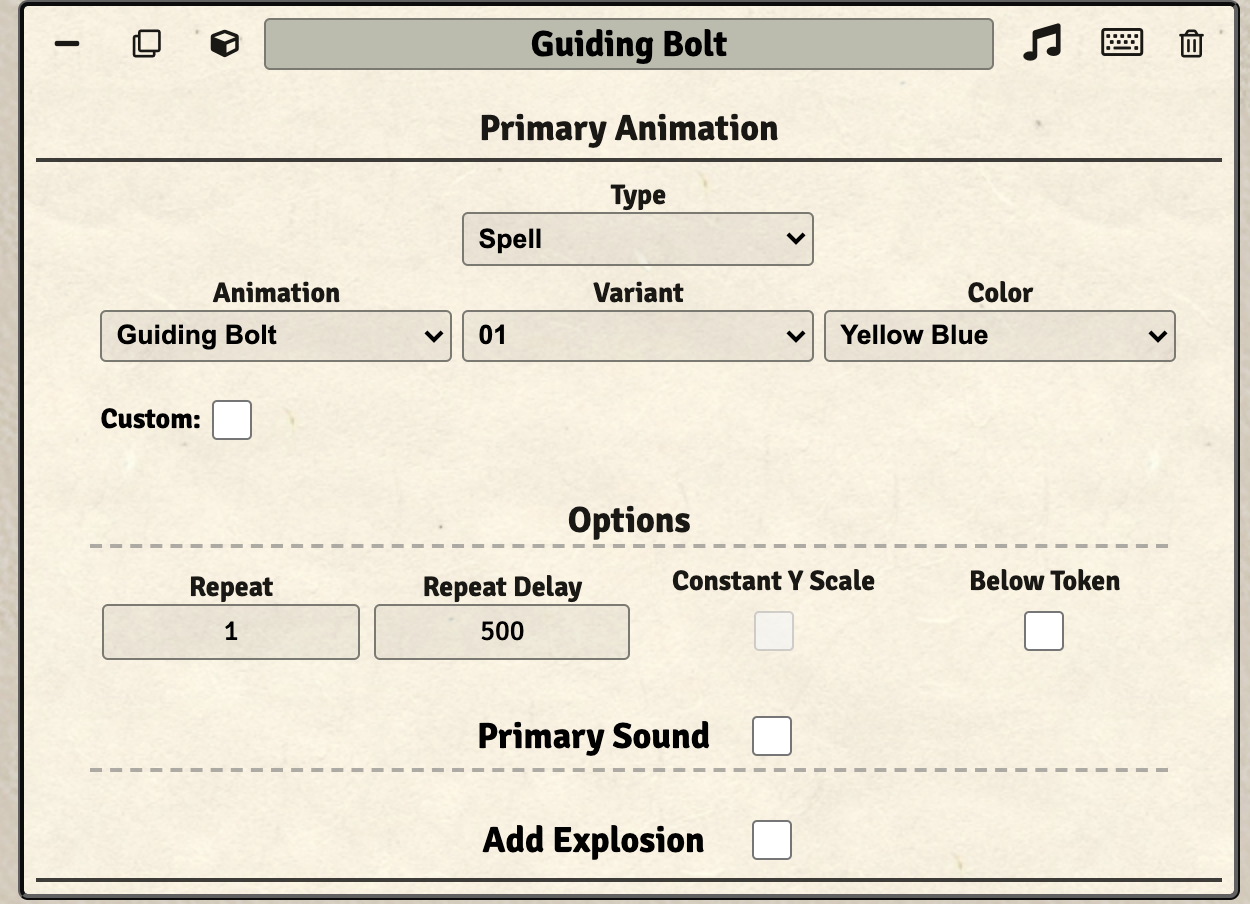 Guiding Bolt
Primary Animation
Type
Spell
Animation Variant Color
Guiding Bolt 01 Yellow Blue
Custom:
Options
Repeat Repeat Delay Constant Y Scale Below Token
1 500
Primary Sound
Add Explosion